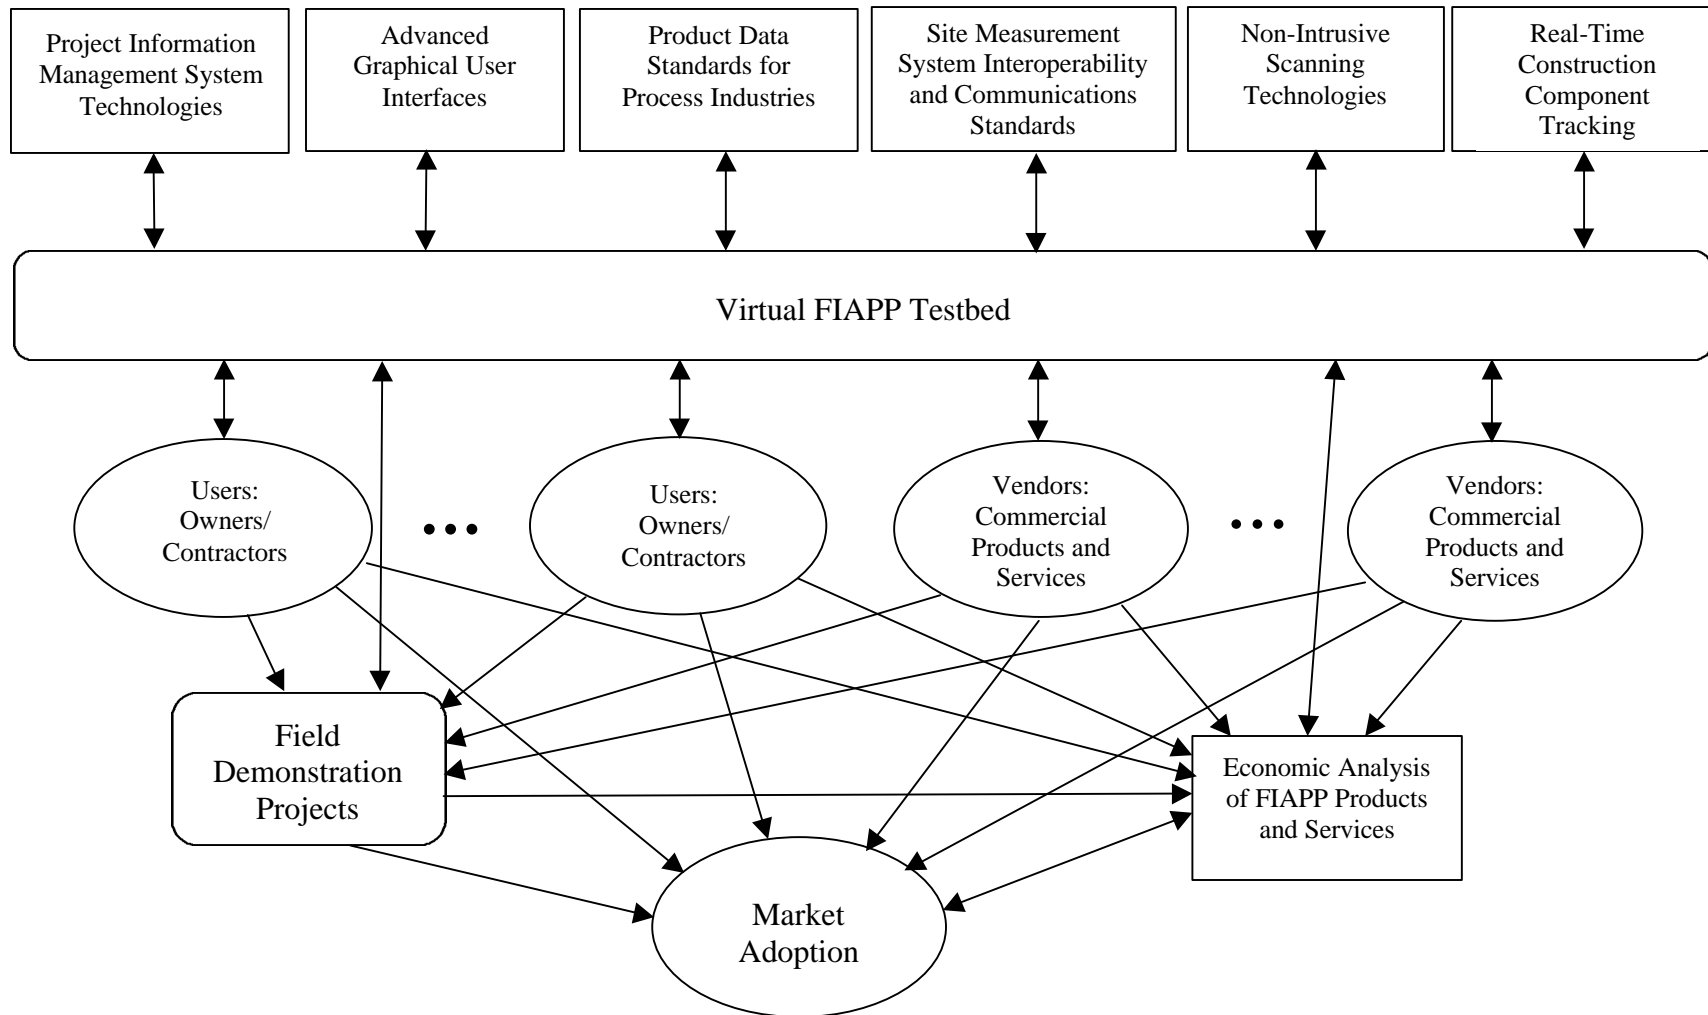 Project Information
Management System
Technologies
Advanced
Graphical User
Interfaces
Product Data
Standards for
Process Industries
Site Measurement
System Interoperability
and Communications
Standards
Non-Intrusive
Scanning
Technologies
Real-Time
Construction
Component
Tracking
Virtual FIAPP Testbed
Users:
Owners/
Contractors
• • •
Users:
Owners/
Contractors
Vendors:
Commercial
Products and
Services
• • •
Vendors:
Commercial
Products and
Services
Field
Demonstration
Projects
Economic Analysis
of FIAPP Products
and Services
Market
Adoption